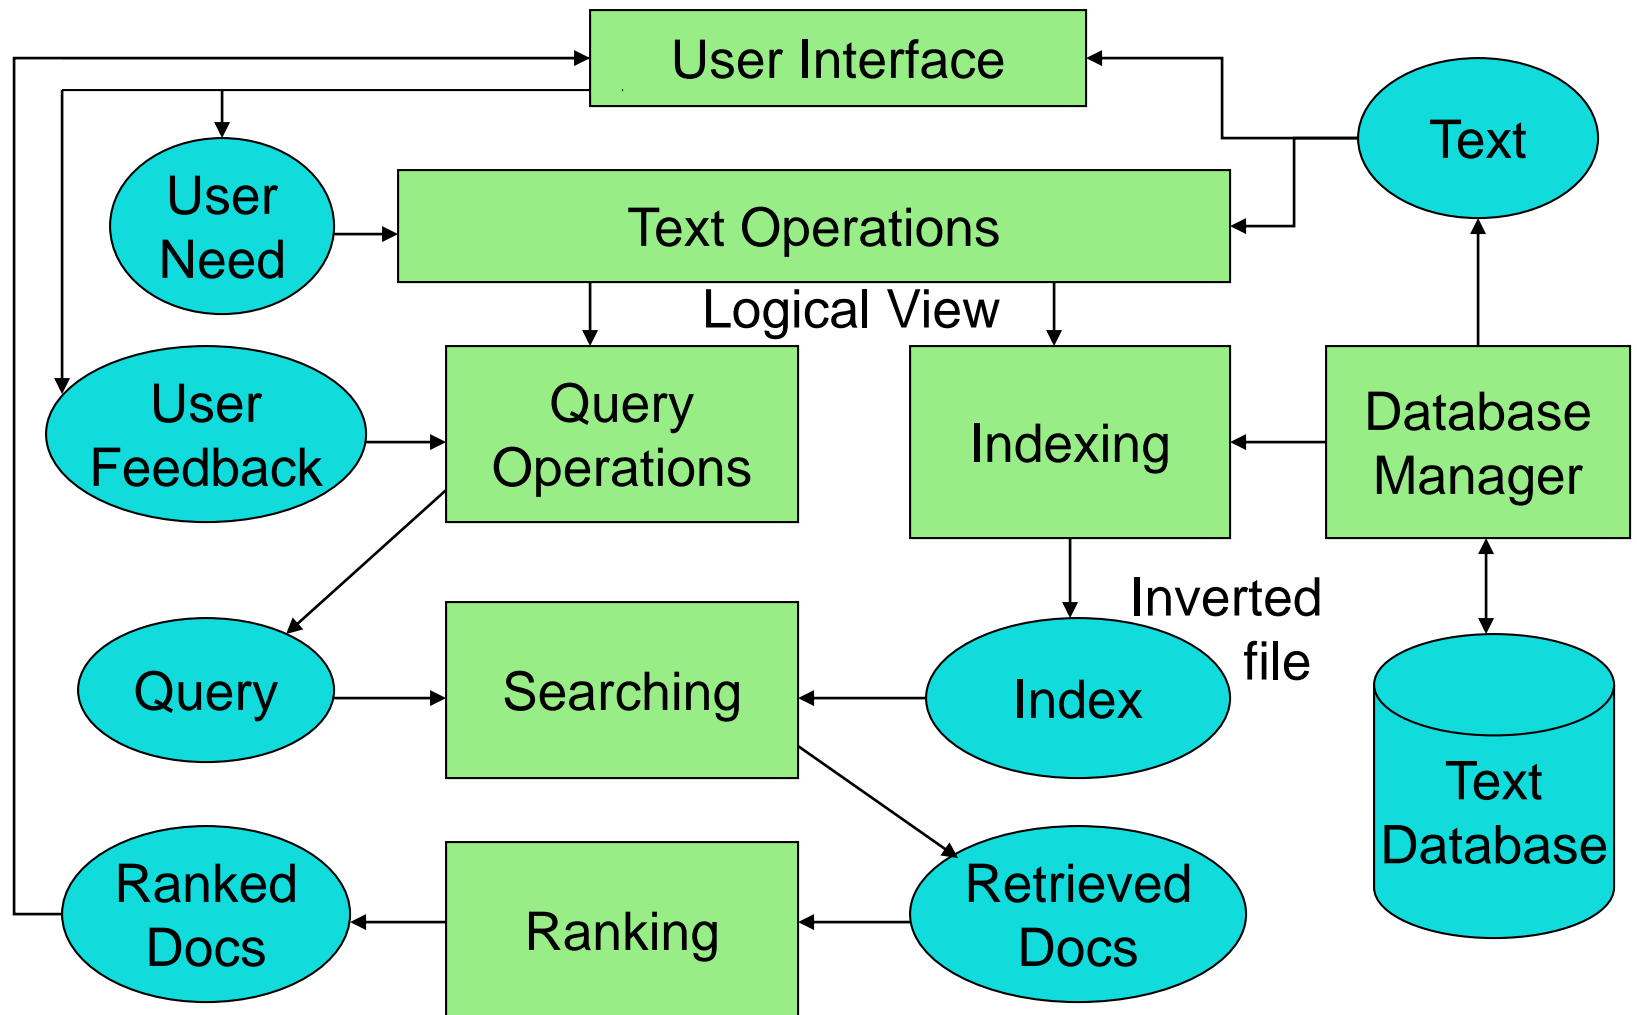 User Interface
Text
User
Need
Text Operations
Logical View
User
Feedback
Query
Operations
Indexing
Database
Manager
Inverted
file
Query
Searching
Index
Text
Database
Ranked
Docs
Ranking
Retrieved
Docs